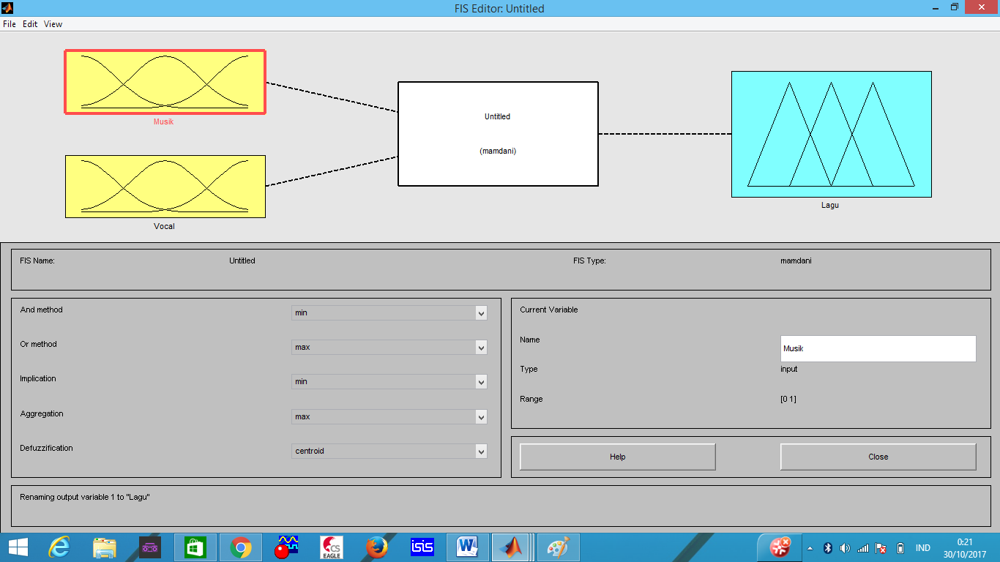 FIS Editor: Untitled
File Edit View
Musik
Vocal
Untitled
(mamdani)
Lagu
FIS Name: Untitled FIS Type: mamdani
And method min
Or method max
Implication min
Aggregation max
Defuzzification centroid
Current Variable
Name Musik
Type input
Range [0 1]
Help Close
Renaming output variable 1 to "Lagu"
CS
EAGLE
isis
W
IND
0:21
30/10/2017